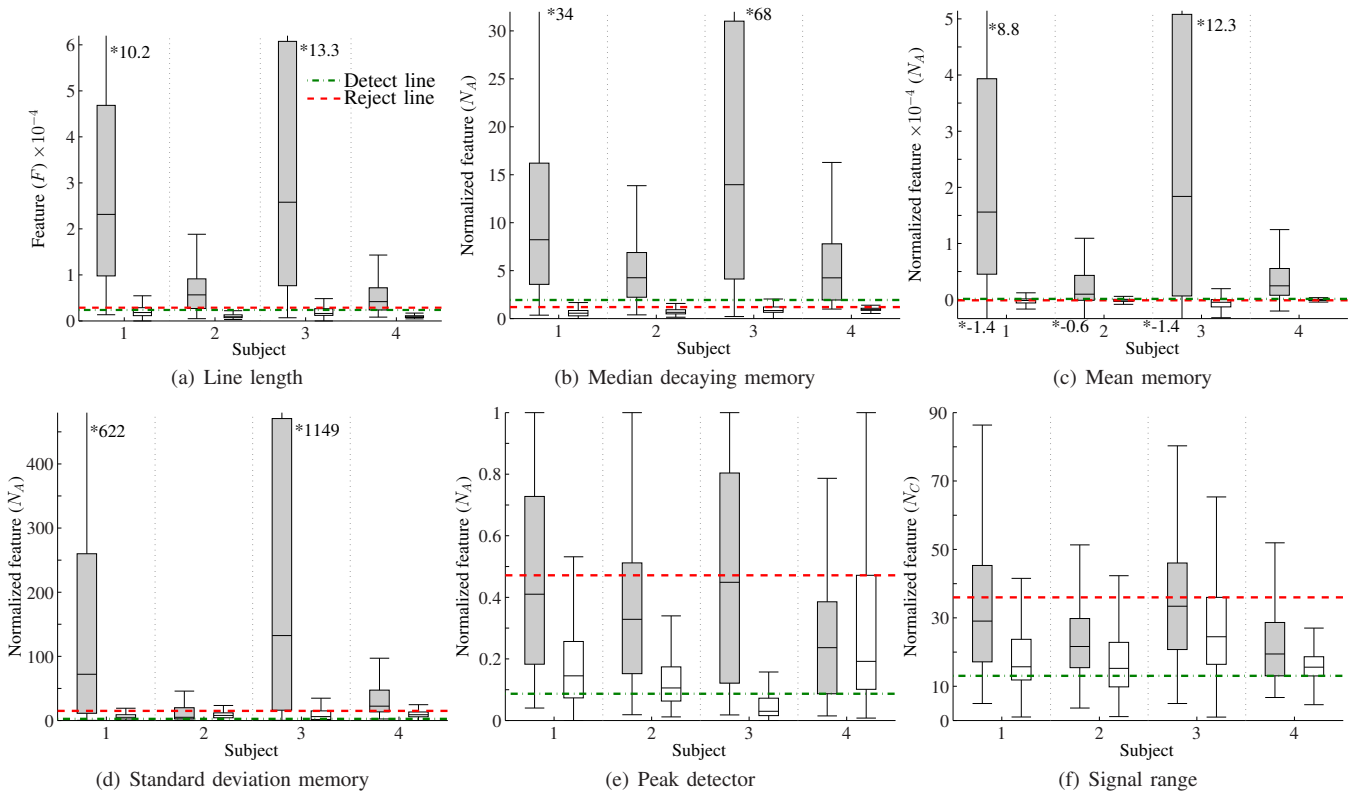 *10.2
*13.3
Detect line
Reject line
Feature (F) ×10⁻⁴
0
1
2
3
4
5
6
1 2 3 4
Subject
(a) Line length
*34
*68
Normalized feature (N_A)
0
5
10
15
20
25
30
1 2 3 4
Subject
(b) Median decaying memory
*8.8
*12.3
Normalized feature ×10⁻⁴ (N_A)
0
1
2
3
4
5
*-1.4
*-0.6
*-1.4
1 2 3 4
Subject
(c) Mean memory
*622
*1149
Normalized feature (N_A)
0
100
200
300
400
1 2 3 4
Subject
(d) Standard deviation memory
Normalized feature (N_A)
0
0.2
0.4
0.6
0.8
1
1 2 3 4
Subject
(e) Peak detector
Normalized feature (N_C)
0
10
30
50
70
90
1 2 3 4
Subject
(f) Signal range